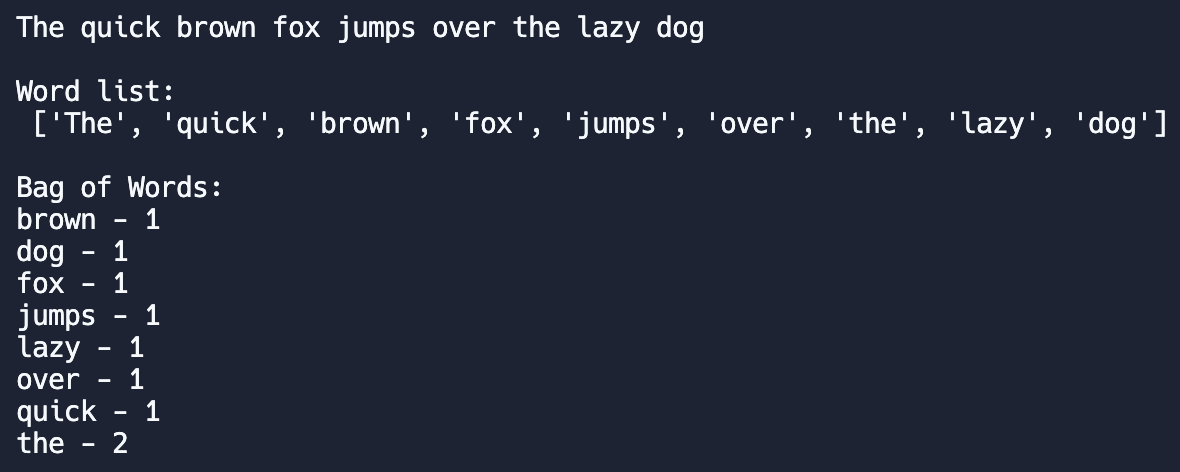 The quick brown fox jumps over the lazy dog
Word list:
['The', 'quick', 'brown', 'fox', 'jumps', 'over', 'the', 'lazy', 'dog']
Bag of Words:
brown - 1
dog - 1
fox - 1
jumps - 1
lazy - 1
over - 1
quick - 1
the - 2